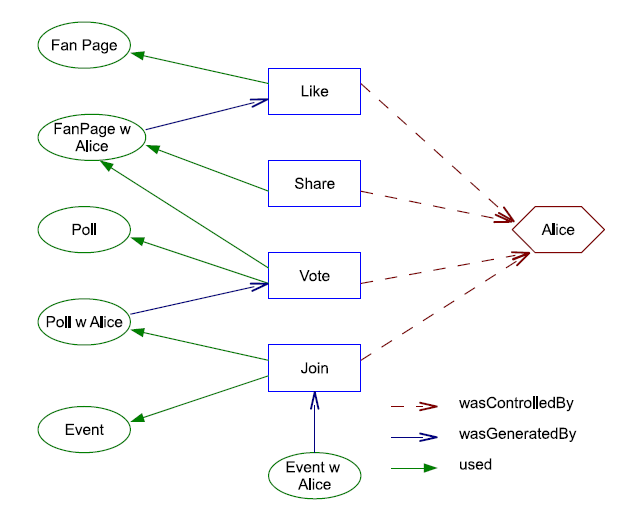 Fan Page
Like
FanPage w
Alice
Share
Poll
Alice
Vote
Poll w Alice
Join
Event
Event w
Alice
wasControlledBy
wasGeneratedBy
used